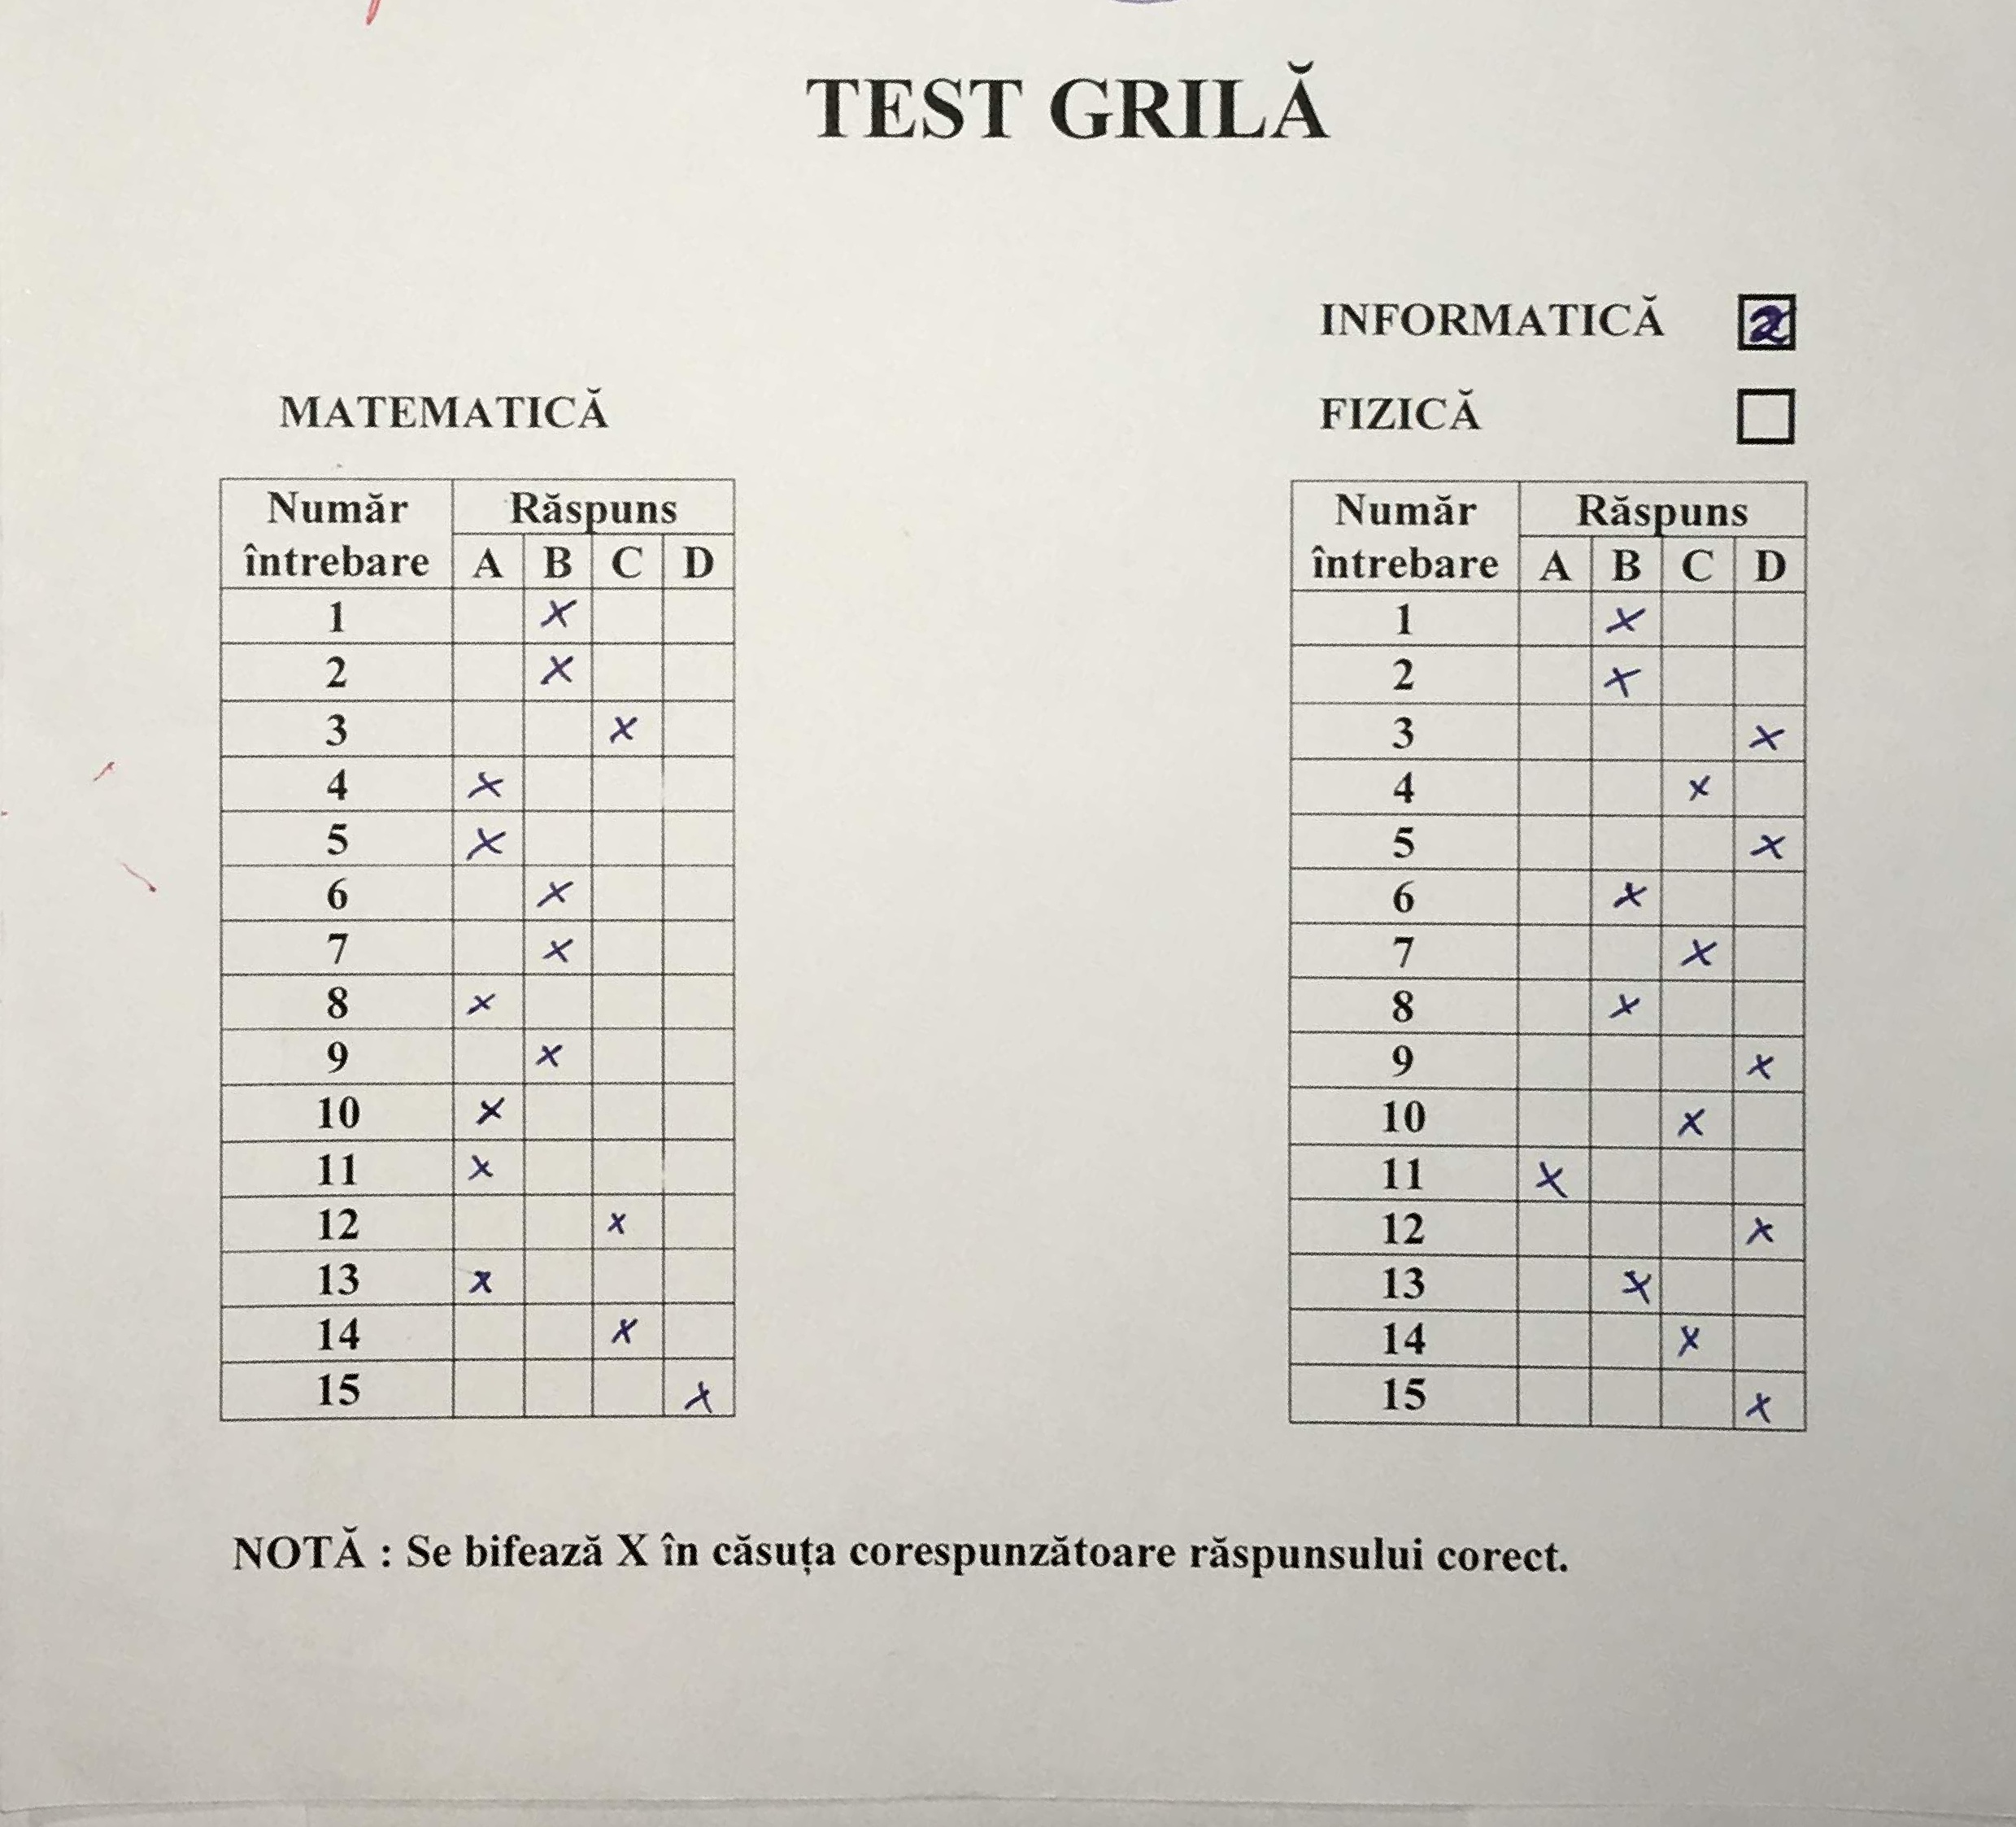 TEST GRILĂ
INFORMATICĂ
MATEMATICĂ
FIZICĂ
Număr întrebare Răspuns
A B C D
1 X
2 X
3 X
4 X
5 X
6 X
7 X
8 X
9 X
10 X
11 X
12 X
13 X
14 X
15 X
Număr întrebare Răspuns
A B C D
1 X
2 X
3 X
4 X
5 X
6 X
7 X
8 X
9 X
10 X
11 X
12 X
13 X
14 X
15 X
NOTĂ : Se bifează X în căsuța corespunzătoare răspunsului corect.